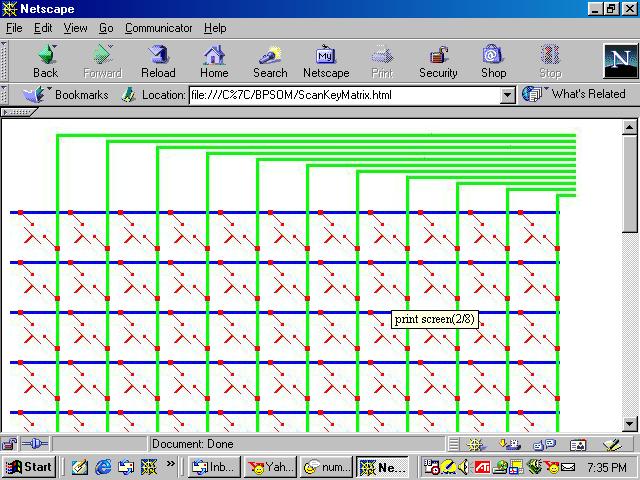 Netscape
File Edit View Go Communicator Help
My
N
Back Forward Reload Home Search Netscape Print Security Shop Stop
Bookmarks Location: file:///C%7C/BPSOM/ScanKeyMatrix.html What's Related
print screen(2/8)
Document: Done
Start Inb... Yah... num... Ne... ATI 7:35 PM